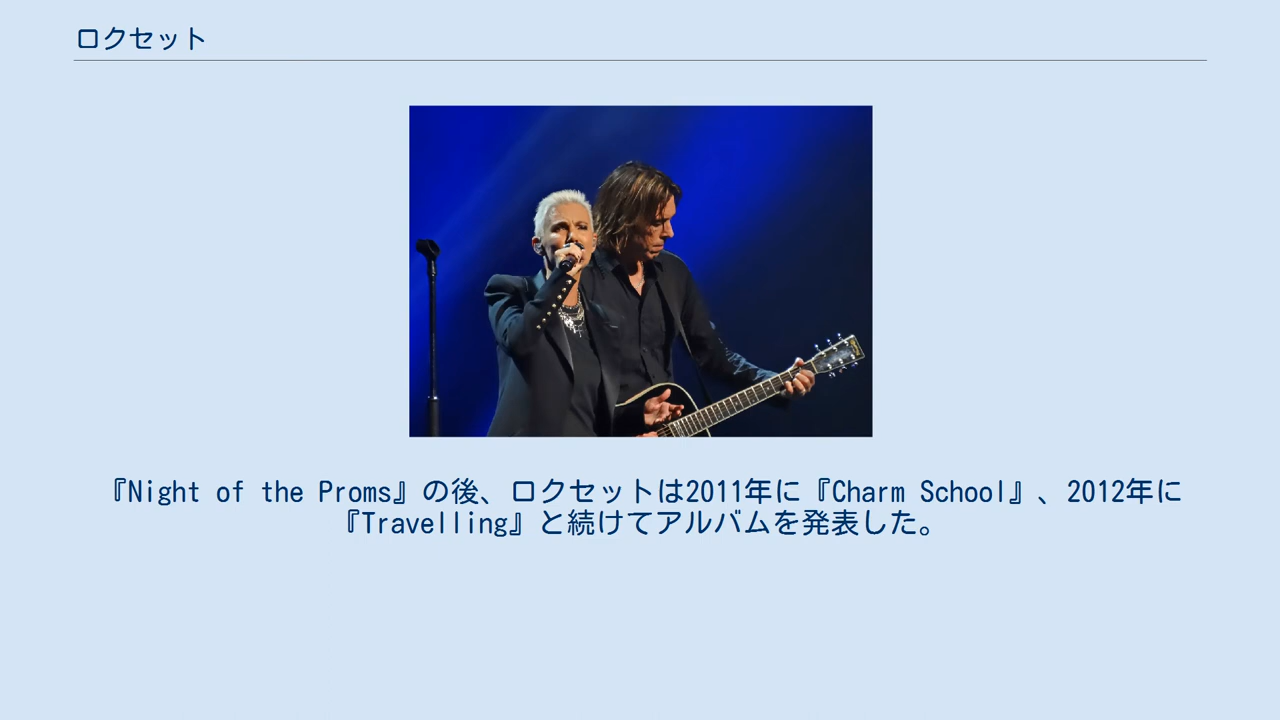 ロクセット
『Night of the Proms』の後、ロクセットは2011年に『Charm School』、2012年に
『Travelling』と続けてアルバムを発表した。